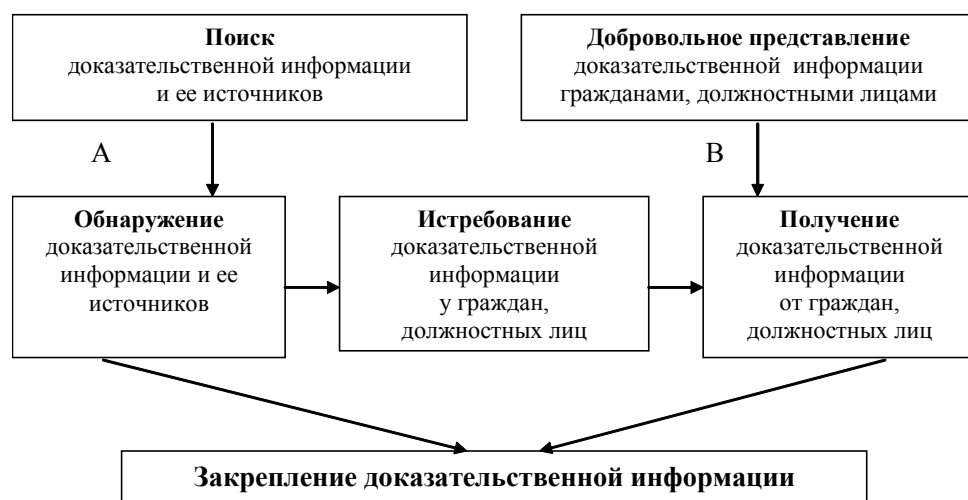 Поиск
доказательственной информации
и ее источников
Добровольное представление
доказательственной информации
гражданами, должностными лицами
А
В
Обнаружение
доказательственной
информации и ее
источников
Истребование
доказательственной
информации
у граждан,
должностных лиц
Получение
доказательственной
информации
от граждан,
должностных лиц
Закрепление доказательственной информации